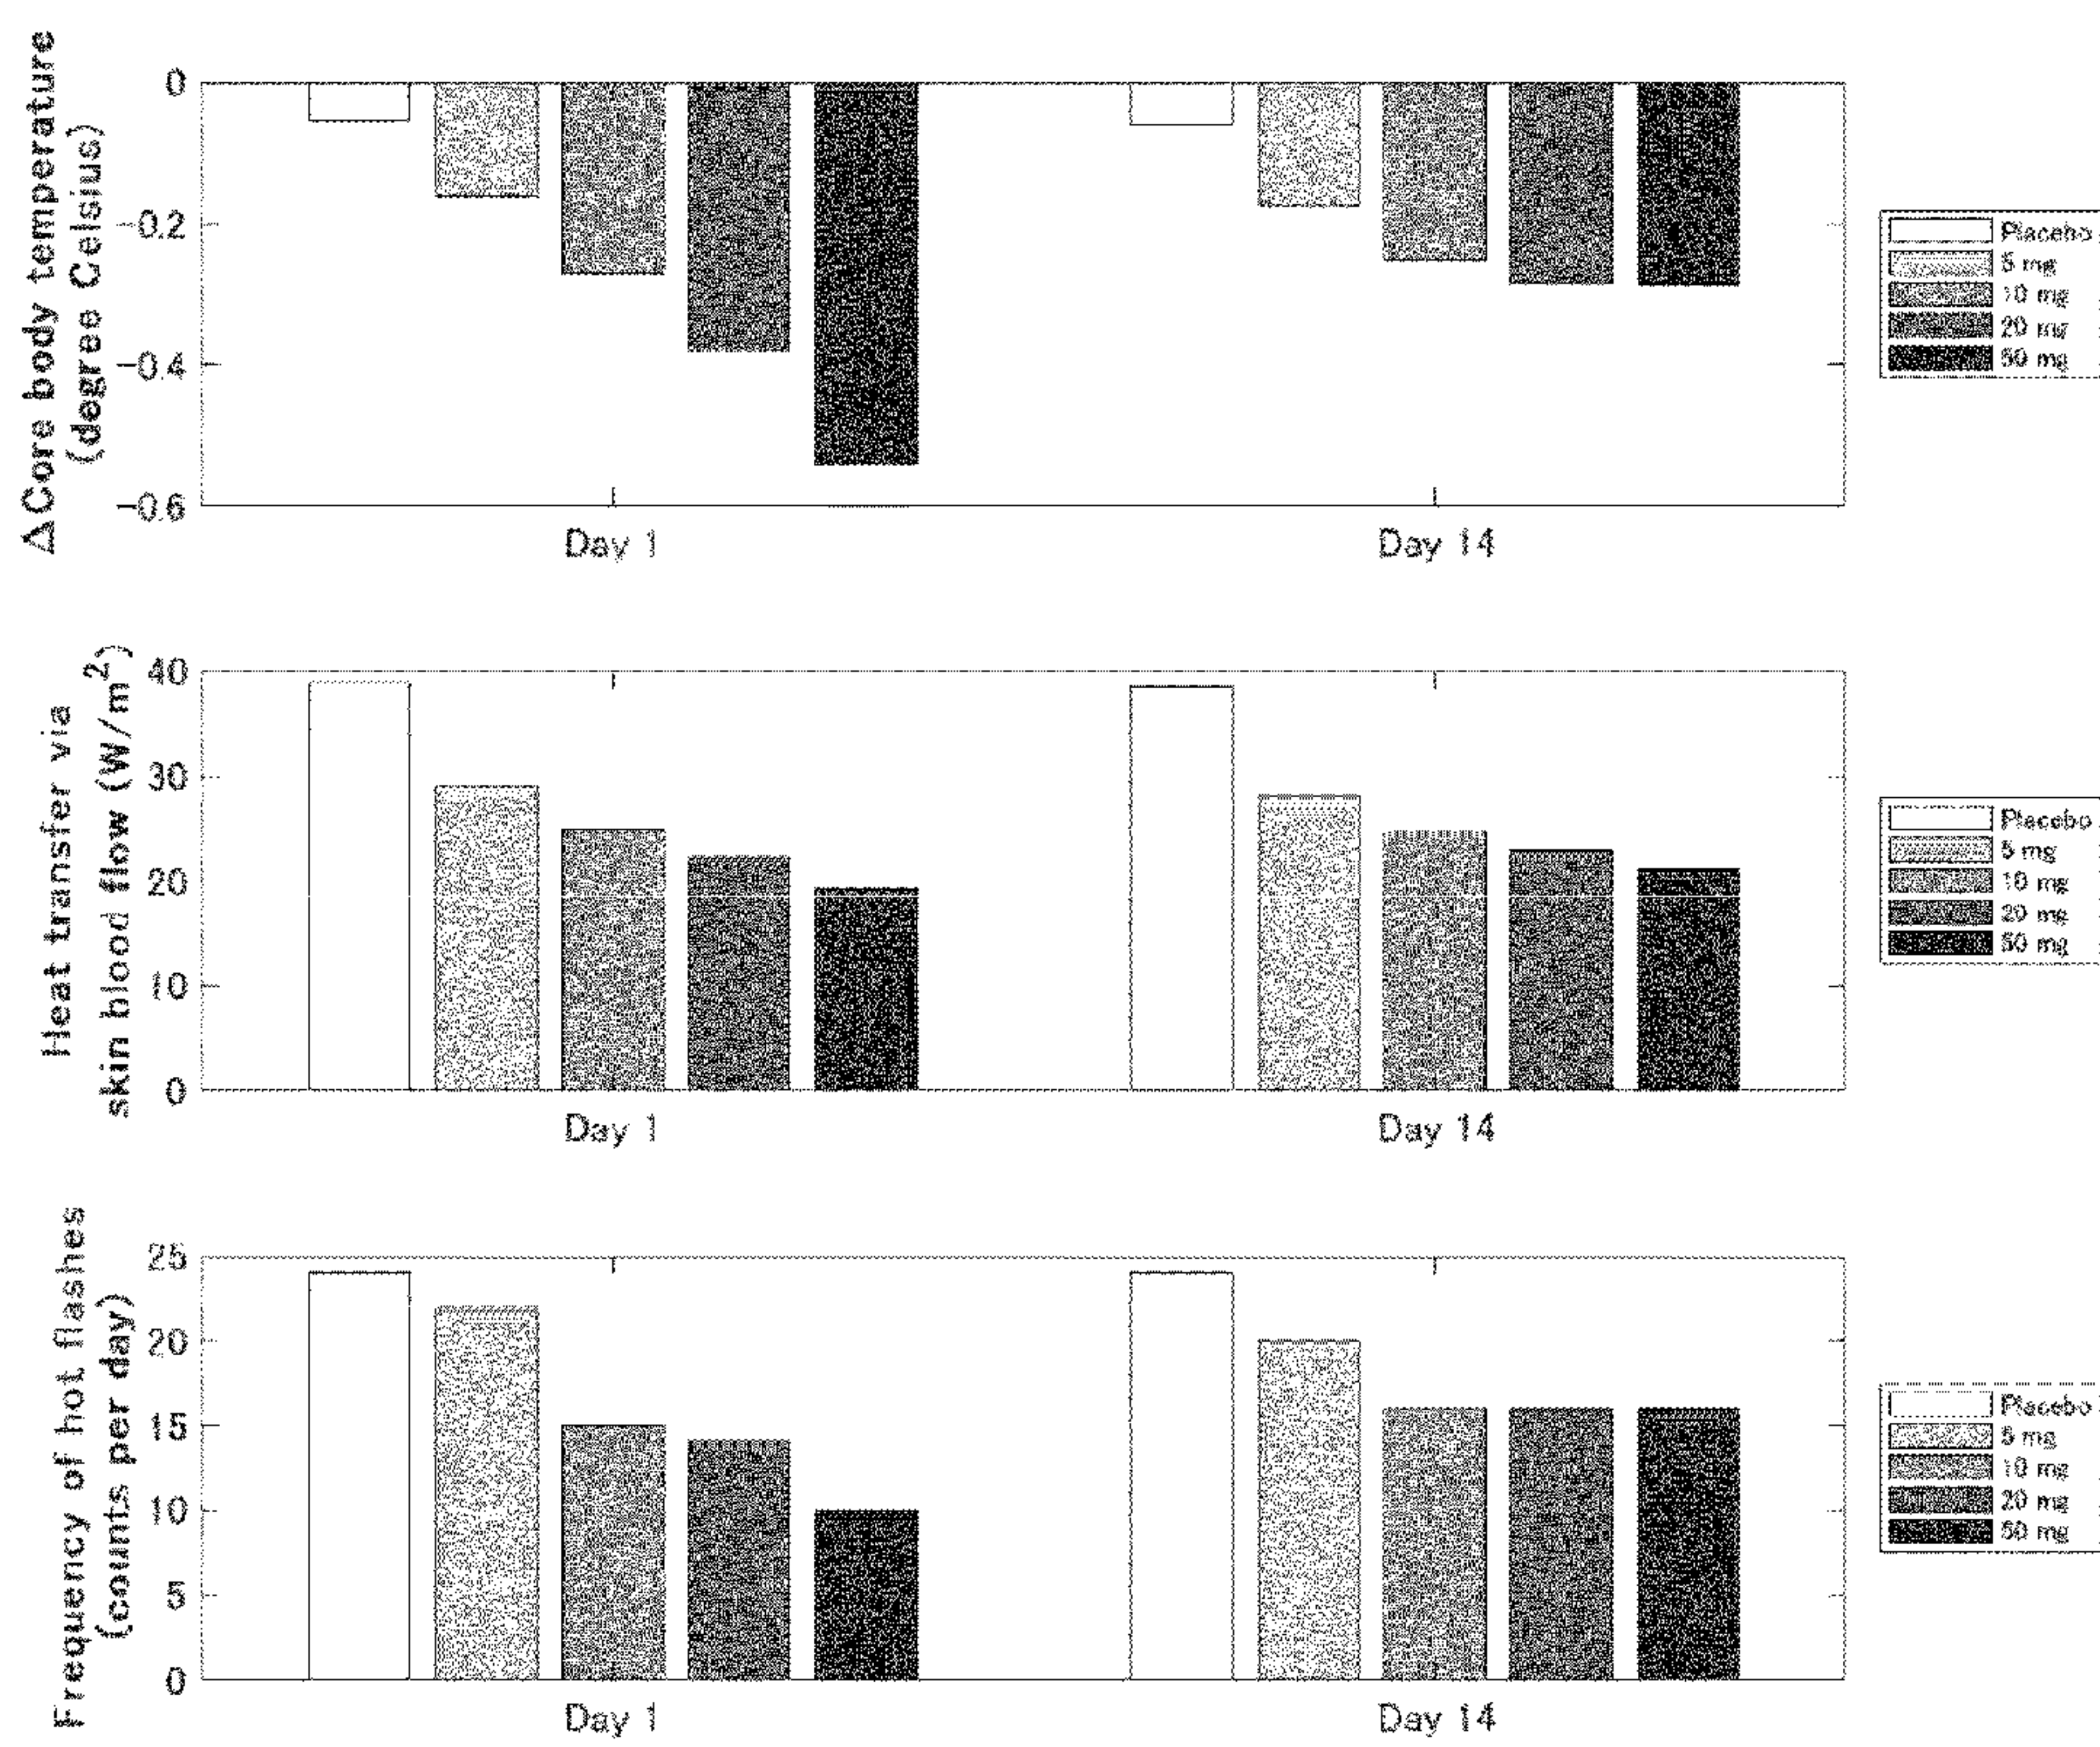 ΔCore body temperature
(degree Celsius)
0
-0.2
-0.4
-0.6
Day 1
Day 14
Placebo
5 mg
10 mg
20 mg
50 mg
Heat transfer via
skin blood flow (W/m²)
40
30
20
10
0
Day 1
Day 14
Placebo
5 mg
10 mg
20 mg
50 mg
Frequency of hot flashes
(counts per day)
25
20
15
10
5
0
Day 1
Day 14
Placebo
5 mg
10 mg
20 mg
50 mg